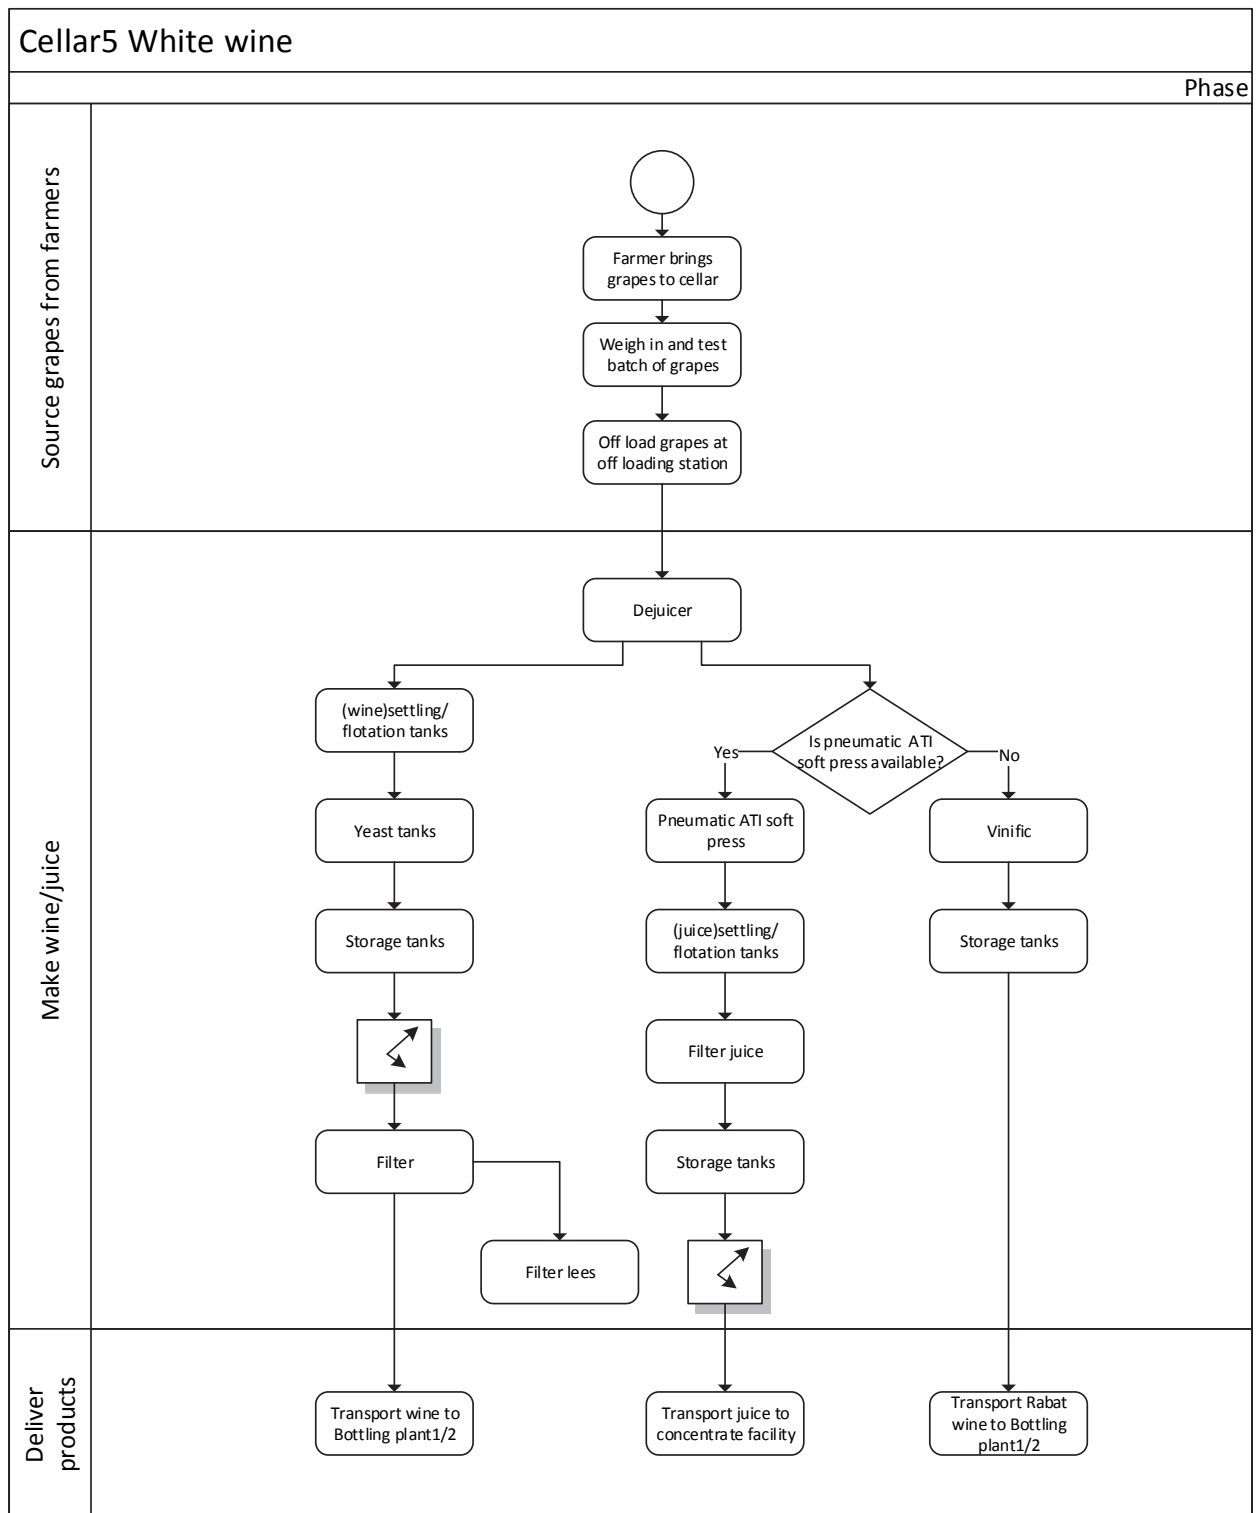 Cellar5 White wine
Phase
Source grapes from farmers
Farmer brings
grapes to cellar
Weigh in and test
batch of grapes
Off load grapes at
off loading station
Make wine/juice
Dejuicer
(wine)settling/
flotation tanks
Is pneumatic ATI
soft press available?
Yes
No
Yeast tanks
Pneumatic ATI soft
press
Vinific
Storage tanks
(juice)settling/
flotation tanks
Storage tanks
Filter juice
Filter
Storage tanks
Filter lees
Deliver
products
Transport wine to
Bottling plant1/2
Transport juice to
concentrate facility
Transport Rabat
wine to Bottling
plant1/2